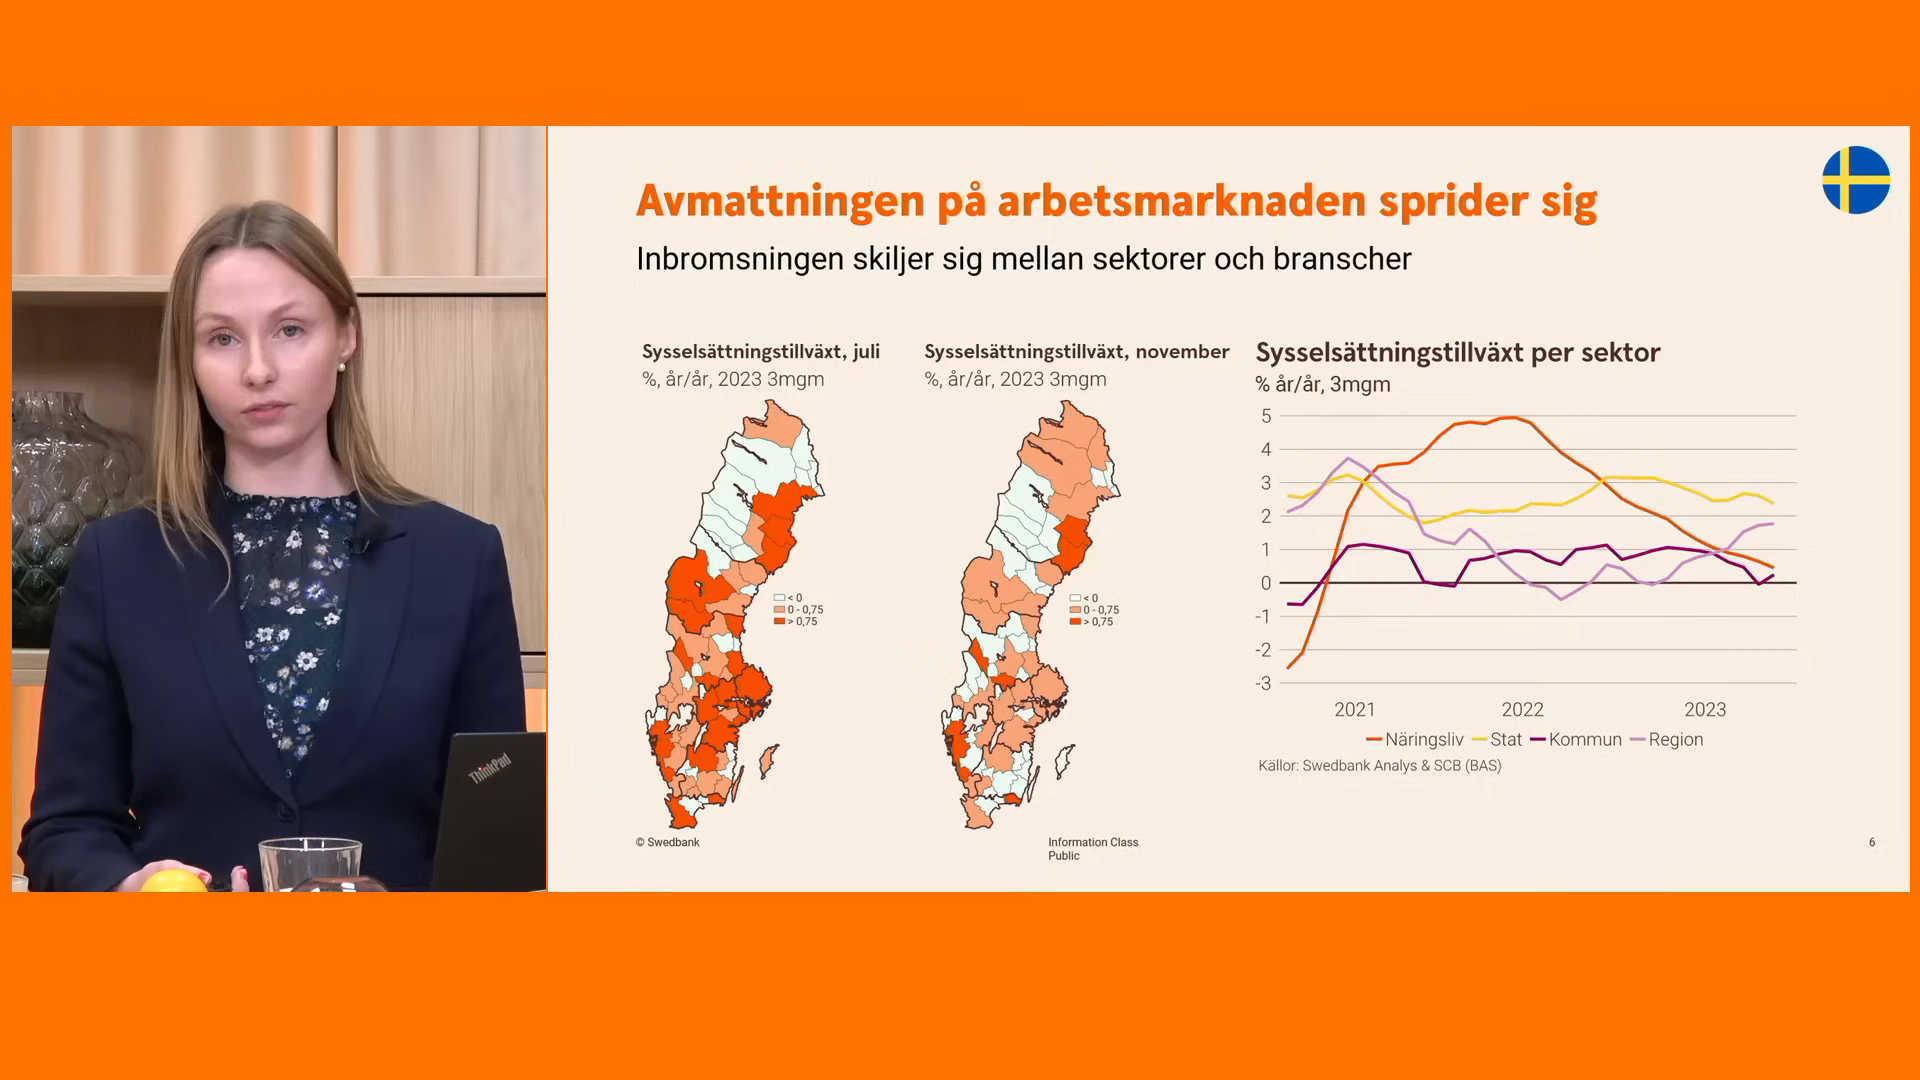 Avmattningen på arbetsmarknaden sprider sig
Inbromsningen skiljer sig mellan sektorer och branscher
Sysselsättningstillväxt, juli
%, år/år, 2023 3mgm
< 0
0 - 0,75
> 0,75
Sysselsättningstillväxt, november
%, år/år, 2023 3mgm
< 0
0 - 0,75
> 0,75
Sysselsättningstillväxt per sektor
% år/år, 3mgm
5
4
3
2
1
0
-1
-2
-3
2021 2022 2023
Näringsliv Stat Kommun Region
Källor: Swedbank Analys & SCB (BAS)
© Swedbank
Information Class
Public
6
ThinkPad